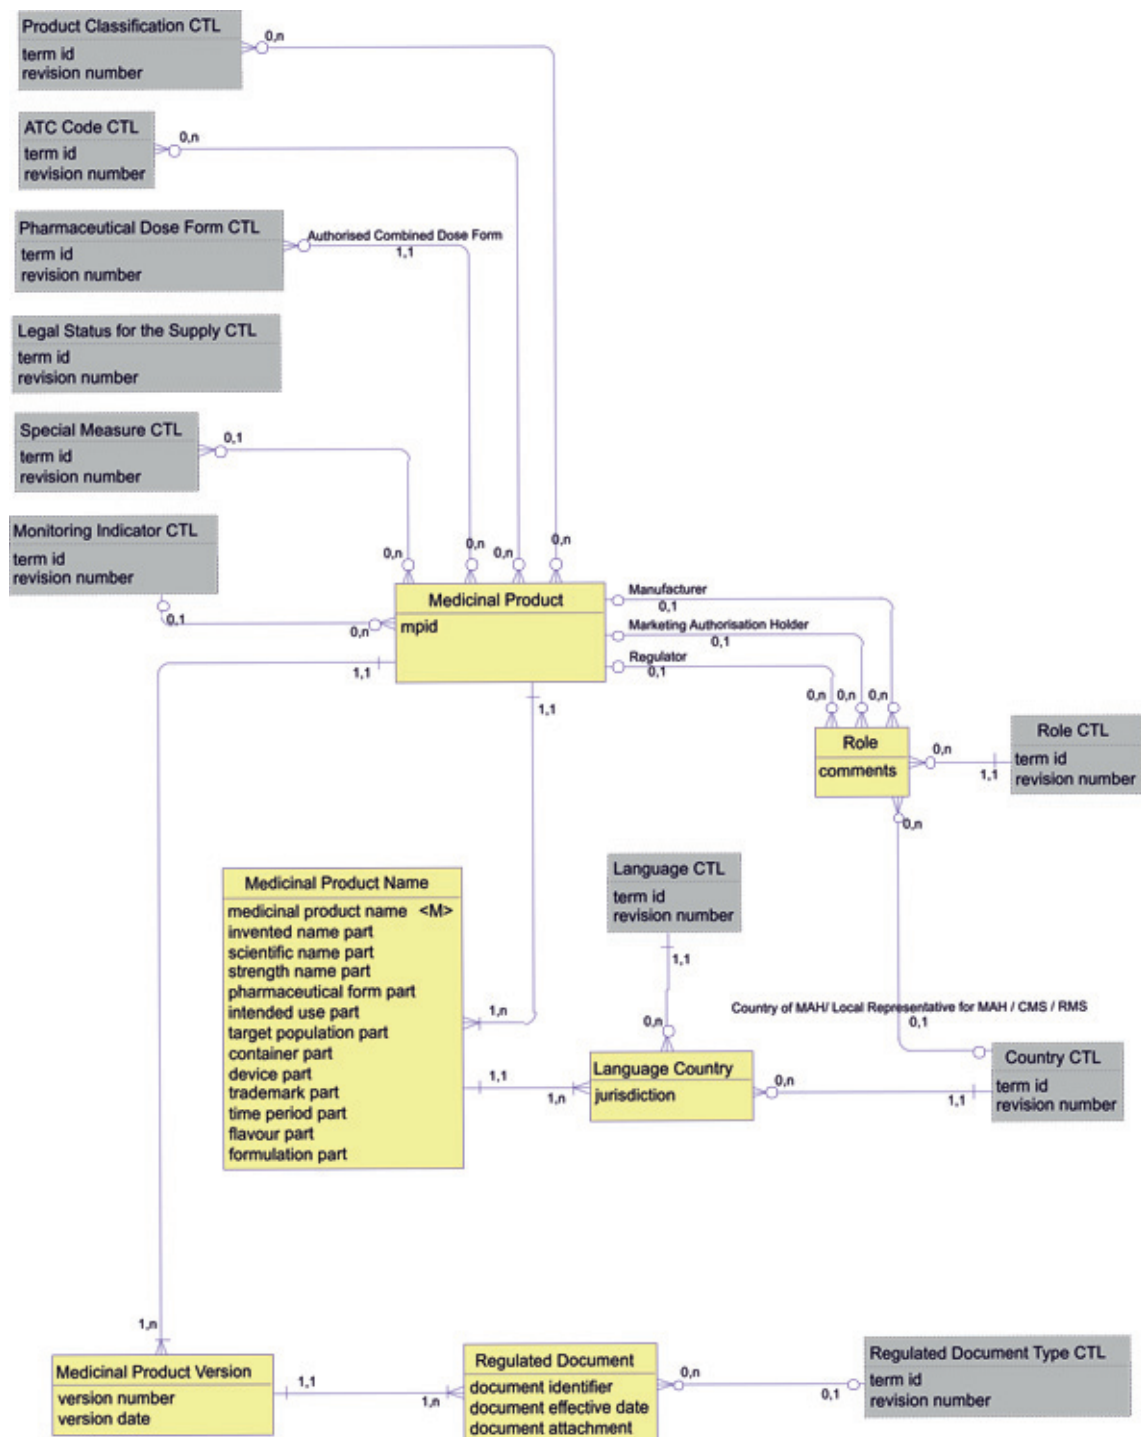 Product Classification CTL
term id
revision number
0,n
ATC Code CTL
term id
revision number
0,n
Pharmaceutical Dose Form CTL
term id
revision number
Authorised Combined Dose Form
1,1
Legal Status for the Supply CTL
term id
revision number
Special Measure CTL
term id
revision number
0,1
Monitoring Indicator CTL
term id
revision number
0,1
0,n
0,n
0,n
0,n
0,n
Medicinal Product
mpid
1,1
1,1
Manufacturer
0,1
Marketing Authorisation Holder
0,1
Regulator
0,1
0,n
0,n
0,n
Role
comments
0,n
1,1
Role CTL
term id
revision number
0,n
Medicinal Product Name
medicinal product name <M>
invented name part
scientific name part
strength name part
pharmaceutical form part
intended use part
target population part
container part
device part
trademark part
time period part
flavour part
formulation part
1,n
1,1
1,n
Language CTL
term id
revision number
1,1
0,n
Language Country
jurisdiction
0,n
1,1
Country of MAH/ Local Representative for MAH / CMS / RMS
0,1
Country CTL
term id
revision number
1,n
Medicinal Product Version
version number
version date
1,1
1,n
Regulated Document
document identifier
document effective date
document attachment
0,n
0,1
Regulated Document Type CTL
term id
revision number